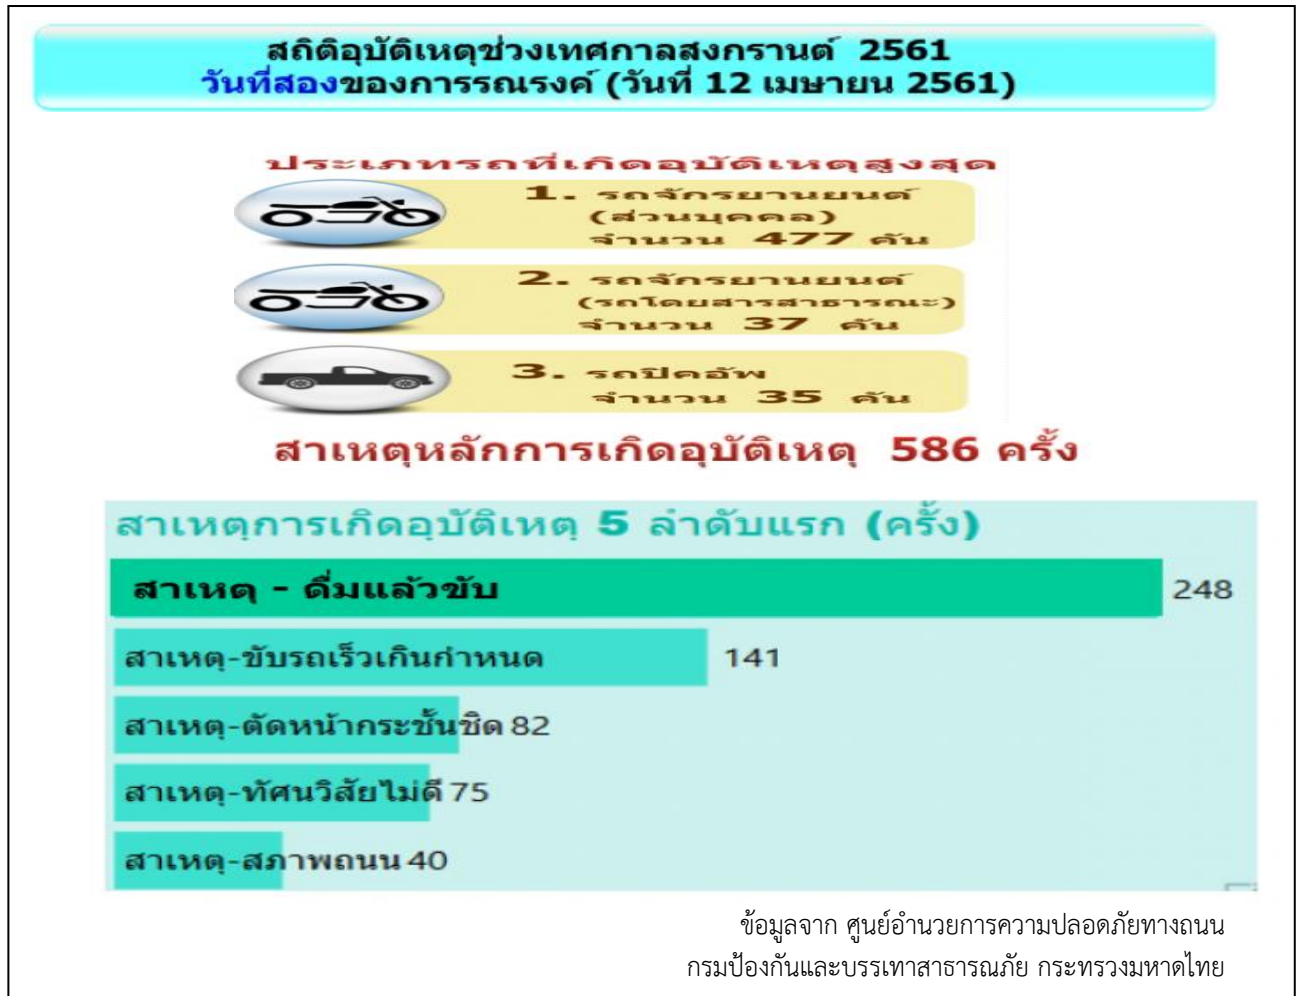 สถิติอุบัติเหตุช่วงเทศกาลสงกรานต์ 2561
วันที่สองของการรณรงค์ (วันที่ 12 เมษายน 2561)
ประเภทรถที่เกิดอุบัติเหตุสูงสุด
1. รถจักรยานยนต์
(ส่วนบุคคล)
จำนวน 477 คัน
2. รถจักรยานยนต์
(รถโดยสารสาธารณะ)
จำนวน 37 คัน
3. รถปิคอัพ
จำนวน 35 คัน
สาเหตุหลักการเกิดอุบัติเหตุ 586 ครั้ง
สาเหตุการเกิดอุบัติเหตุ 5 ลำดับแรก (ครั้ง)
สาเหตุ - ดื่มแล้วขับ 248
สาเหตุ-ขับรถเร็วเกินกำหนด 141
สาเหตุ-ตัดหน้ากระชั้นชิด 82
สาเหตุ-ทัศนวิสัยไม่ดี 75
สาเหตุ-สภาพถนน 40
ข้อมูลจาก ศูนย์อำนวยการความปลอดภัยทางถนน
กรมป้องกันและบรรเทาสาธารณภัย กระทรวงมหาดไทย